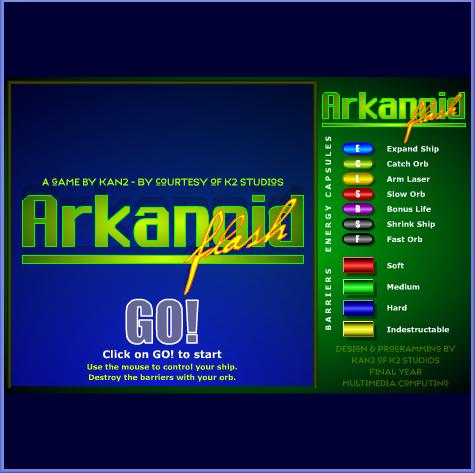 A GAME BY KAN2 - BY COURTESY OF K2 STUDIOS
Arkanoid
flash
GO!
Click on GO! to start
Use the mouse to control your ship.
Destroy the barriers with your orb.
Arkanoid
flash
ENERGY CAPSULES
E Expand Ship
C Catch Orb
L Arm Laser
S Slow Orb
B Bonus Life
S Shrink Ship
F Fast Orb
BARRIERS
Soft
Medium
Hard
Indestructable
DESIGN & PROGRAMMING BY
KAN2 OF K2 STUDIOS
FINAL YEAR
MULTIMEDIA COMPUTING